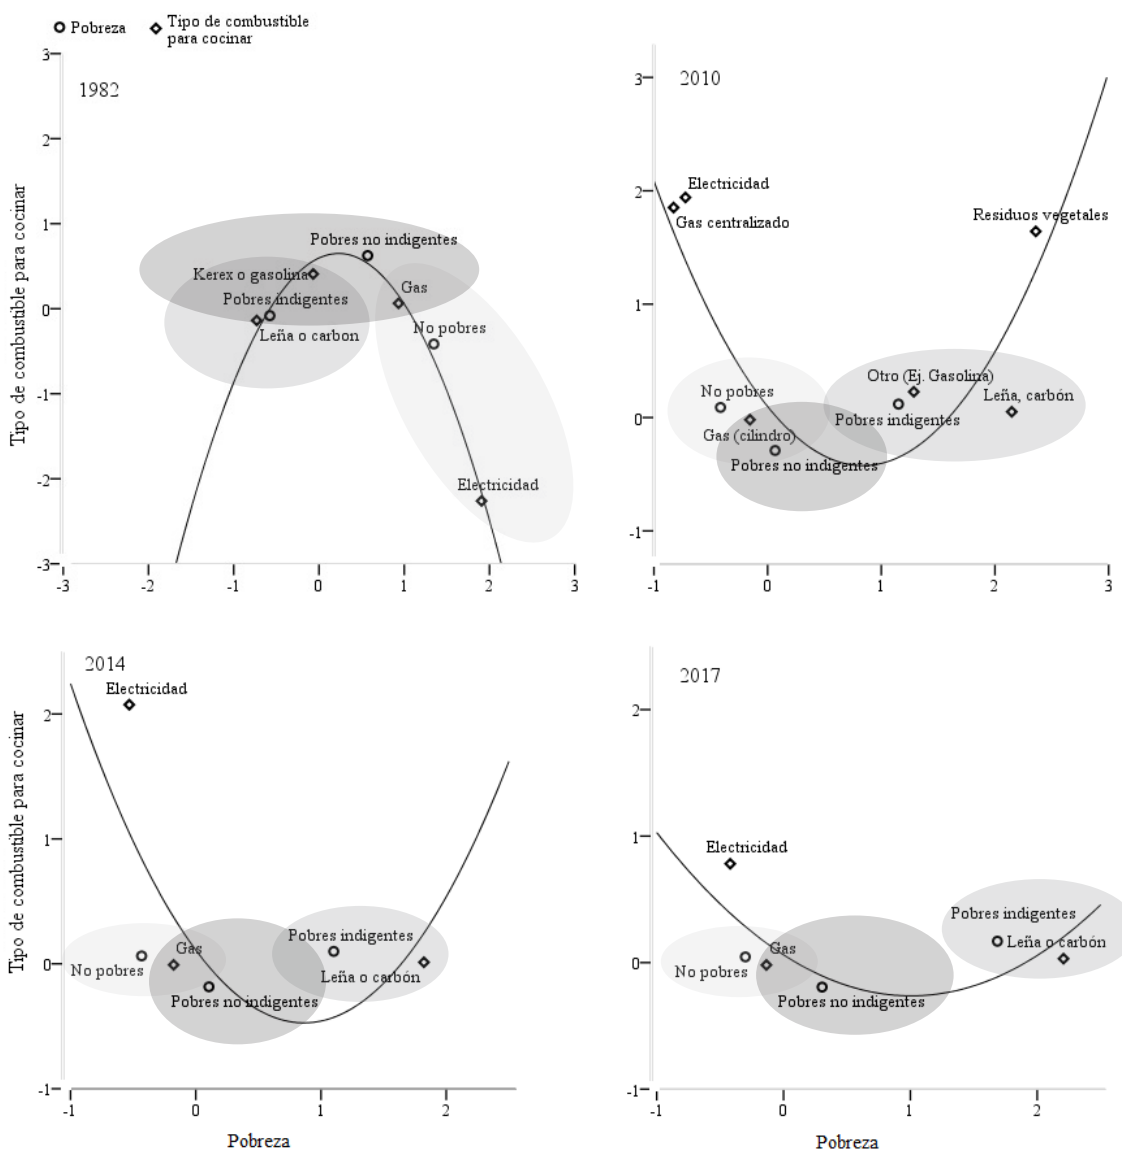 Pobreza
Tipo de combustible
para cocinar
1982
3
2
1
0
-1
-2
-3
-3
-2
-1
0
1
2
3
Tipo de combustible para cocinar
Pobres no indigentes
Kerex o gasolina
Gas
Pobres indigentes
No pobres
Leña o carbon
Electricidad
2010
3
2
1
0
-1
-1
0
1
2
3
Electricidad
Gas centralizado
Residuos vegetales
Otro (Ej. Gasolina)
No pobres
Leña, carbón
Pobres indigentes
Gas (cilindro)
Pobres no indigentes
2014
Electricidad
2
1
0
-1
-1
0
1
2
Tipo de combustible para cocinar
Pobres indigentes
Gas
No pobres
Leña o carbón
Pobres no indigentes
Pobreza
2017
2
1
0
-1
-1
0
1
2
Electricidad
Pobres indigentes
Gas
Leña o carbón
No pobres
Pobres no indigentes
Pobreza